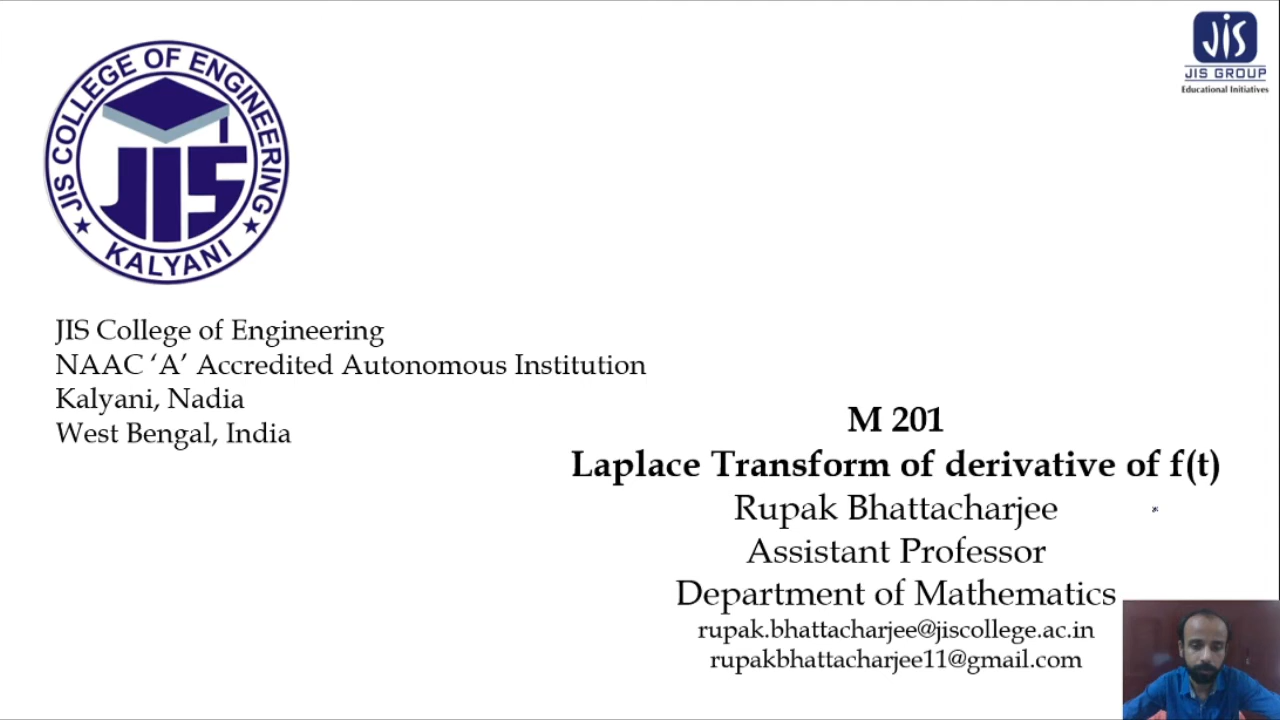 JIS COLLEGE OF ENGINEERING
JIS
KALYANI
JIS
JIS GROUP
Educational Initiatives
JIS College of Engineering
NAAC ‘A’ Accredited Autonomous Institution
Kalyani, Nadia
West Bengal, India
M 201
Laplace Transform of derivative of f(t)
Rupak Bhattacharjee
Assistant Professor
Department of Mathematics
rupak.bhattacharjee@jiscollege.ac.in
rupakbhattacharjee11@gmail.com